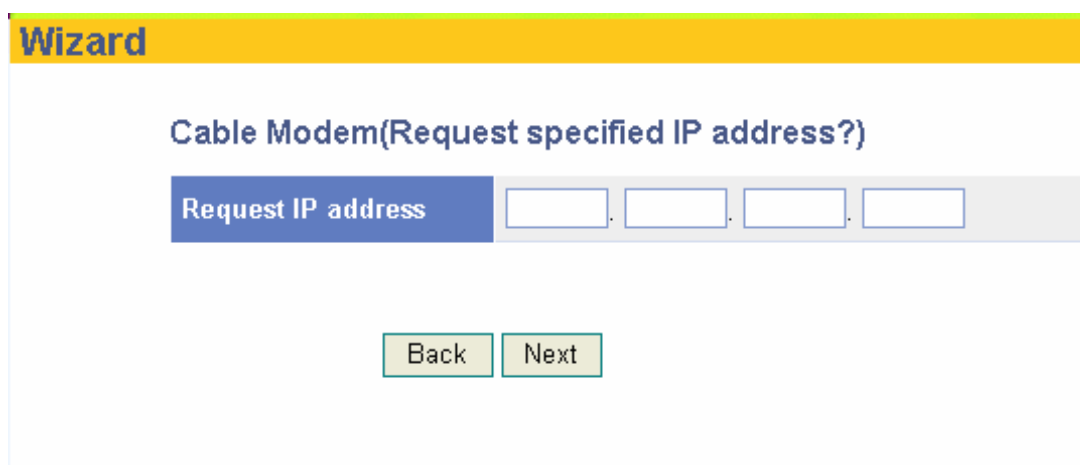 Wizard
Cable Modem(Request specified IP address?)
Request IP address . . .
Back Next